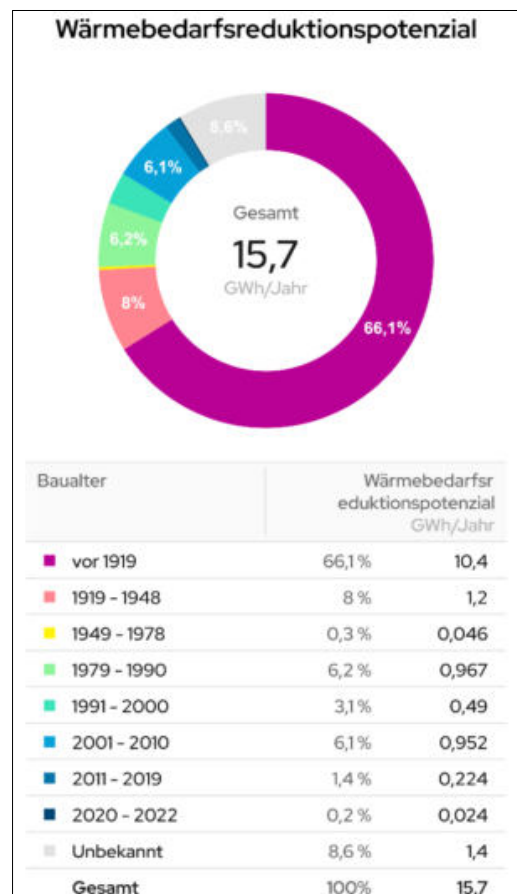 Wärmebedarfsreduktionspotenzial
8,6%
6,1%
6,2%
8%
66,1%
Gesamt
15,7
GWh/Jahr
Baualter
Wärmebedarfsr
eduktionspotenzial
GWh/Jahr
vor 1919 66,1 % 10,4
1919 - 1948 8 % 1,2
1949 - 1978 0,3 % 0,046
1979 - 1990 6,2 % 0,967
1991 - 2000 3,1 % 0,49
2001 - 2010 6,1 % 0,952
2011 - 2019 1,4 % 0,224
2020 - 2022 0,2 % 0,024
Unbekannt 8,6 % 1,4
Gesamt 100% 15,7